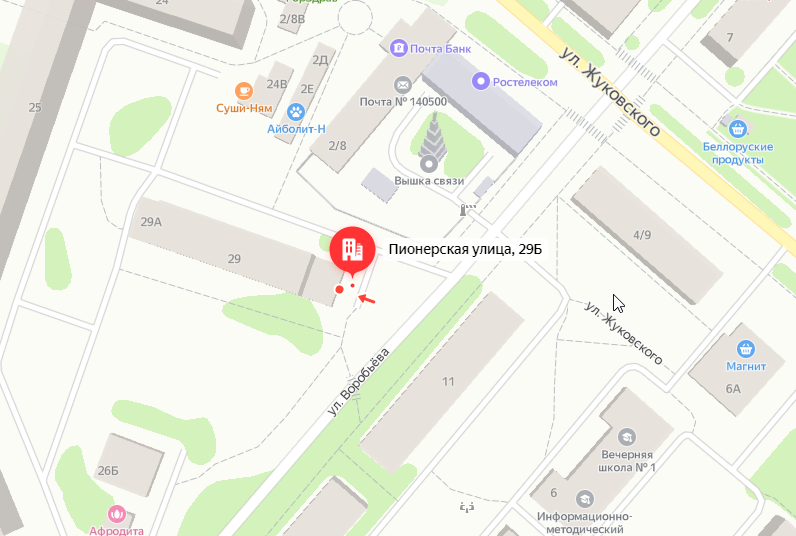 Горздрав
2/8В
24
7
Почта Банк
ул. Жуковского
2Д
24В
2Е
Ростелеком
Суши-Ням
Почта № 140500
25
Айболит-Н
2/8
Беллоруские
продукты
Вышка связи
29А
4/9
Пионерская улица, 29Б
29
ул. Жуковского
Магнит
ул. Воробьёва
11
6А
Вечерняя
школа № 1
26Б
6
Афродита
Информационно-
методический